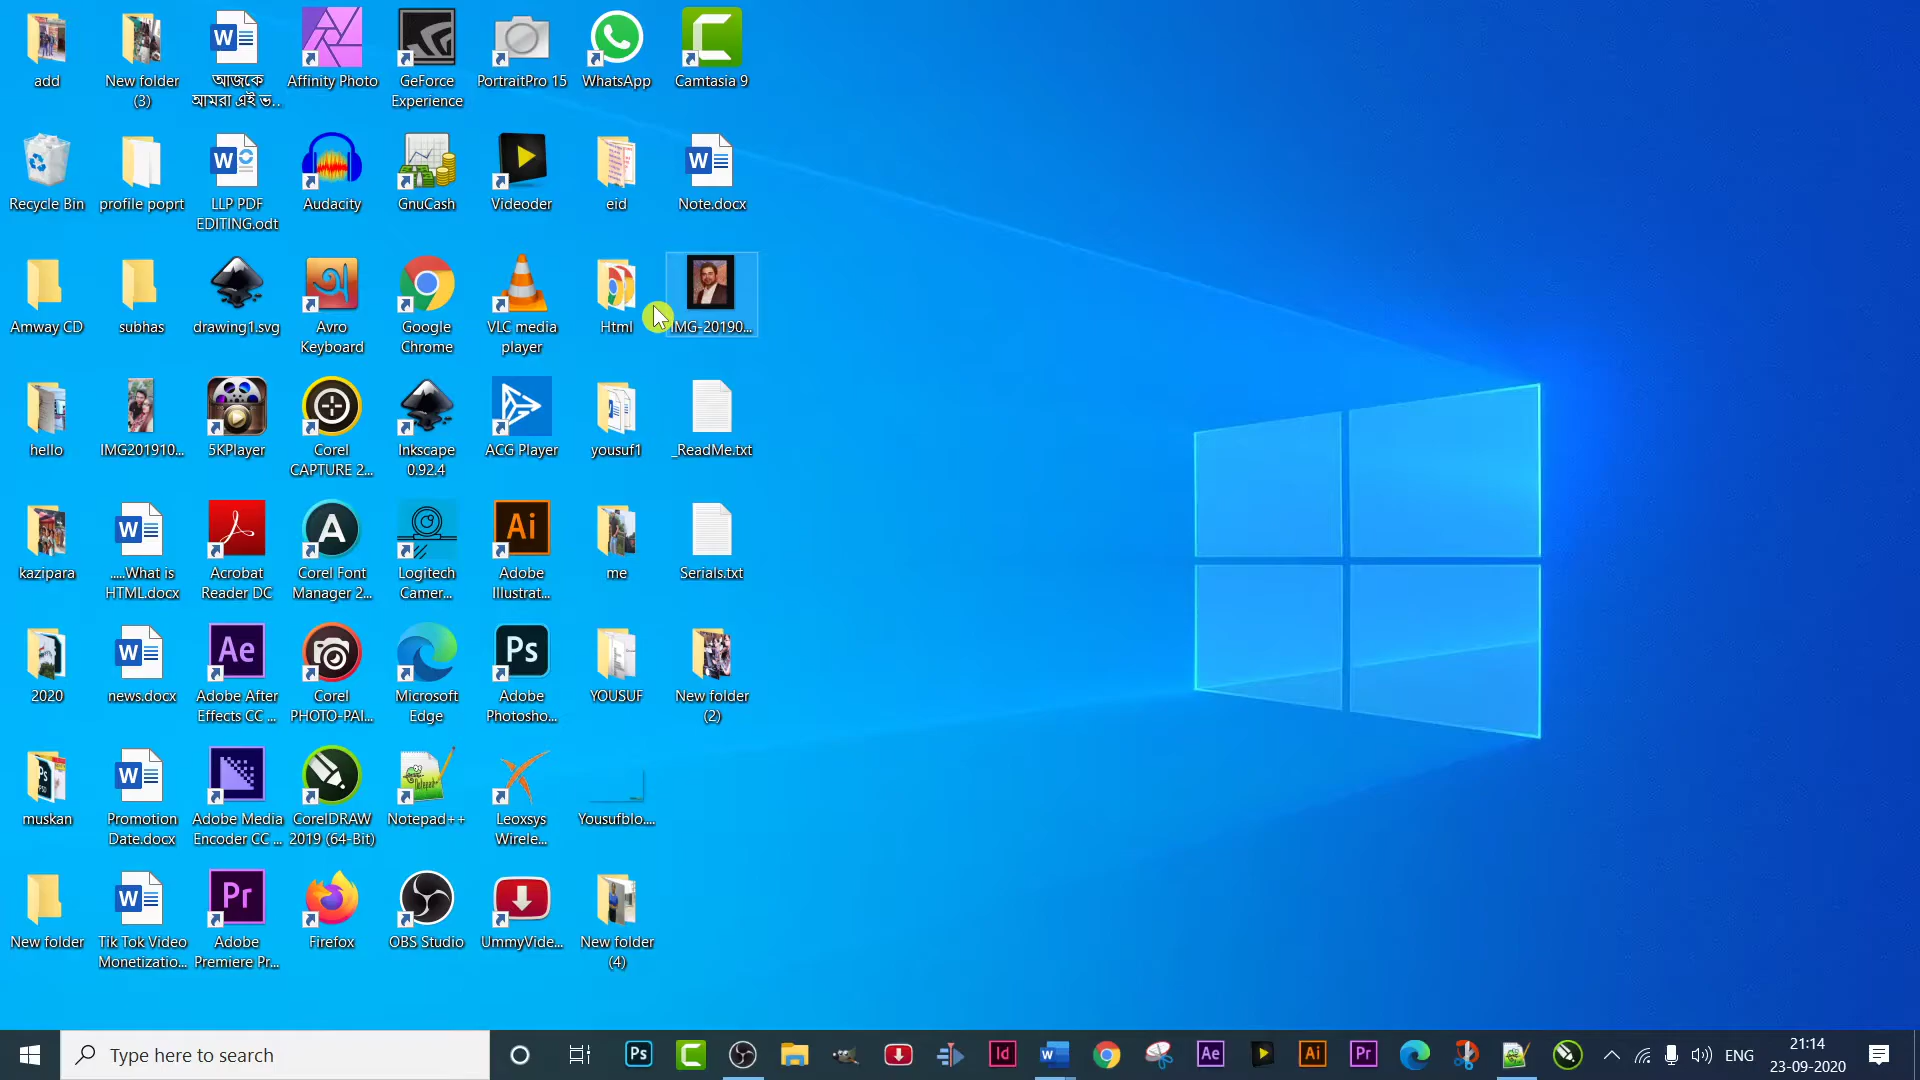 add
New folder
(3)
আজকে
আমরা এই ভ...
Affinity Photo
GeForce
Experience
PortraitPro 15
WhatsApp
Camtasia 9
Recycle Bin
profile poprt
LLP PDF
EDITING.odt
Audacity
GnuCash
Videoder
eid
Note.docx
Amway CD
subhas
drawing1.svg
Avro
Keyboard
Google
Chrome
VLC media
player
Html
IMG-20190...
hello
IMG201910...
5KPlayer
Corel
CAPTURE 2...
Inkscape
0.92.4
ACG Player
yousuf1
_ReadMe.txt
kazipara
.....What is
HTML.docx
Acrobat
Reader DC
Corel Font
Manager 2...
Logitech
Camer...
Adobe
Illustrat...
me
Serials.txt
2020
news.docx
Adobe After
Effects CC ...
Corel
PHOTO-PAI...
Microsoft
Edge
Adobe
Photosho...
YOUSUF
New folder
(2)
muskan
Promotion
Date.docx
Adobe Media
Encoder CC ...
CorelDRAW
2019 (64-Bit)
Notepad++
Leoxsys
Wirele...
Yousufblo....
New folder
Tik Tok Video
Monetizatio...
Adobe
Premiere Pr...
Firefox
OBS Studio
UmmyVide...
New folder
(4)
Type here to search
ENG
21:14
23-09-2020